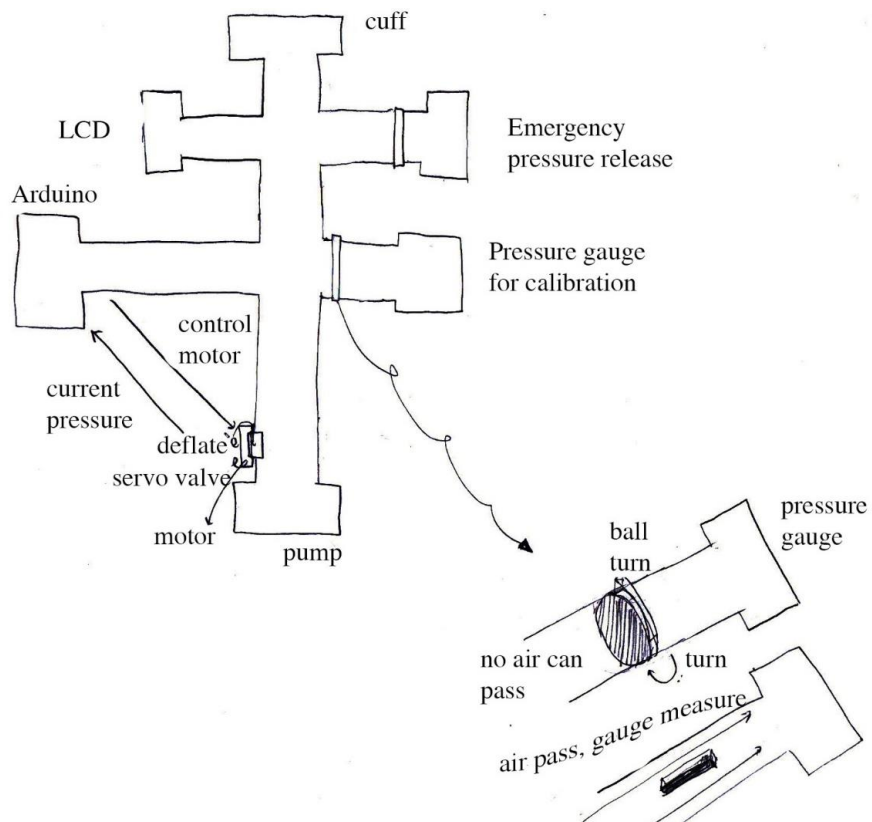 cuff
LCD
Emergency
pressure release
Arduino
Pressure gauge
for calibration
control
motor
current
pressure
deflate
servo valve
motor
pump
pressure
gauge
ball
turn
no air can
pass
turn
air pass, gauge measure